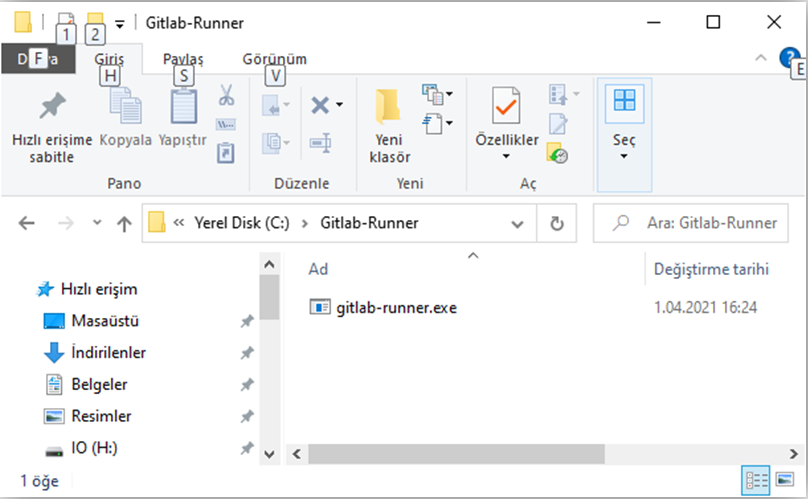 Gitlab-Runner
1 2
F H S V E
Giriş Paylaş Görünüm
Hızlı erişime sabitle
Kopyala
Yapıştır
Yeni klasör
Özellikler
Seç
Pano Düzenle Yeni Aç
« Yerel Disk (C:) › Gitlab-Runner
Ara: Gitlab-Runner
Ad Değiştirme tarihi
gitlab-runner.exe 1.04.2021 16:24
Hızlı erişim
Masaüstü
İndirilenler
Belgeler
Resimler
IO (H:)
1 öğe